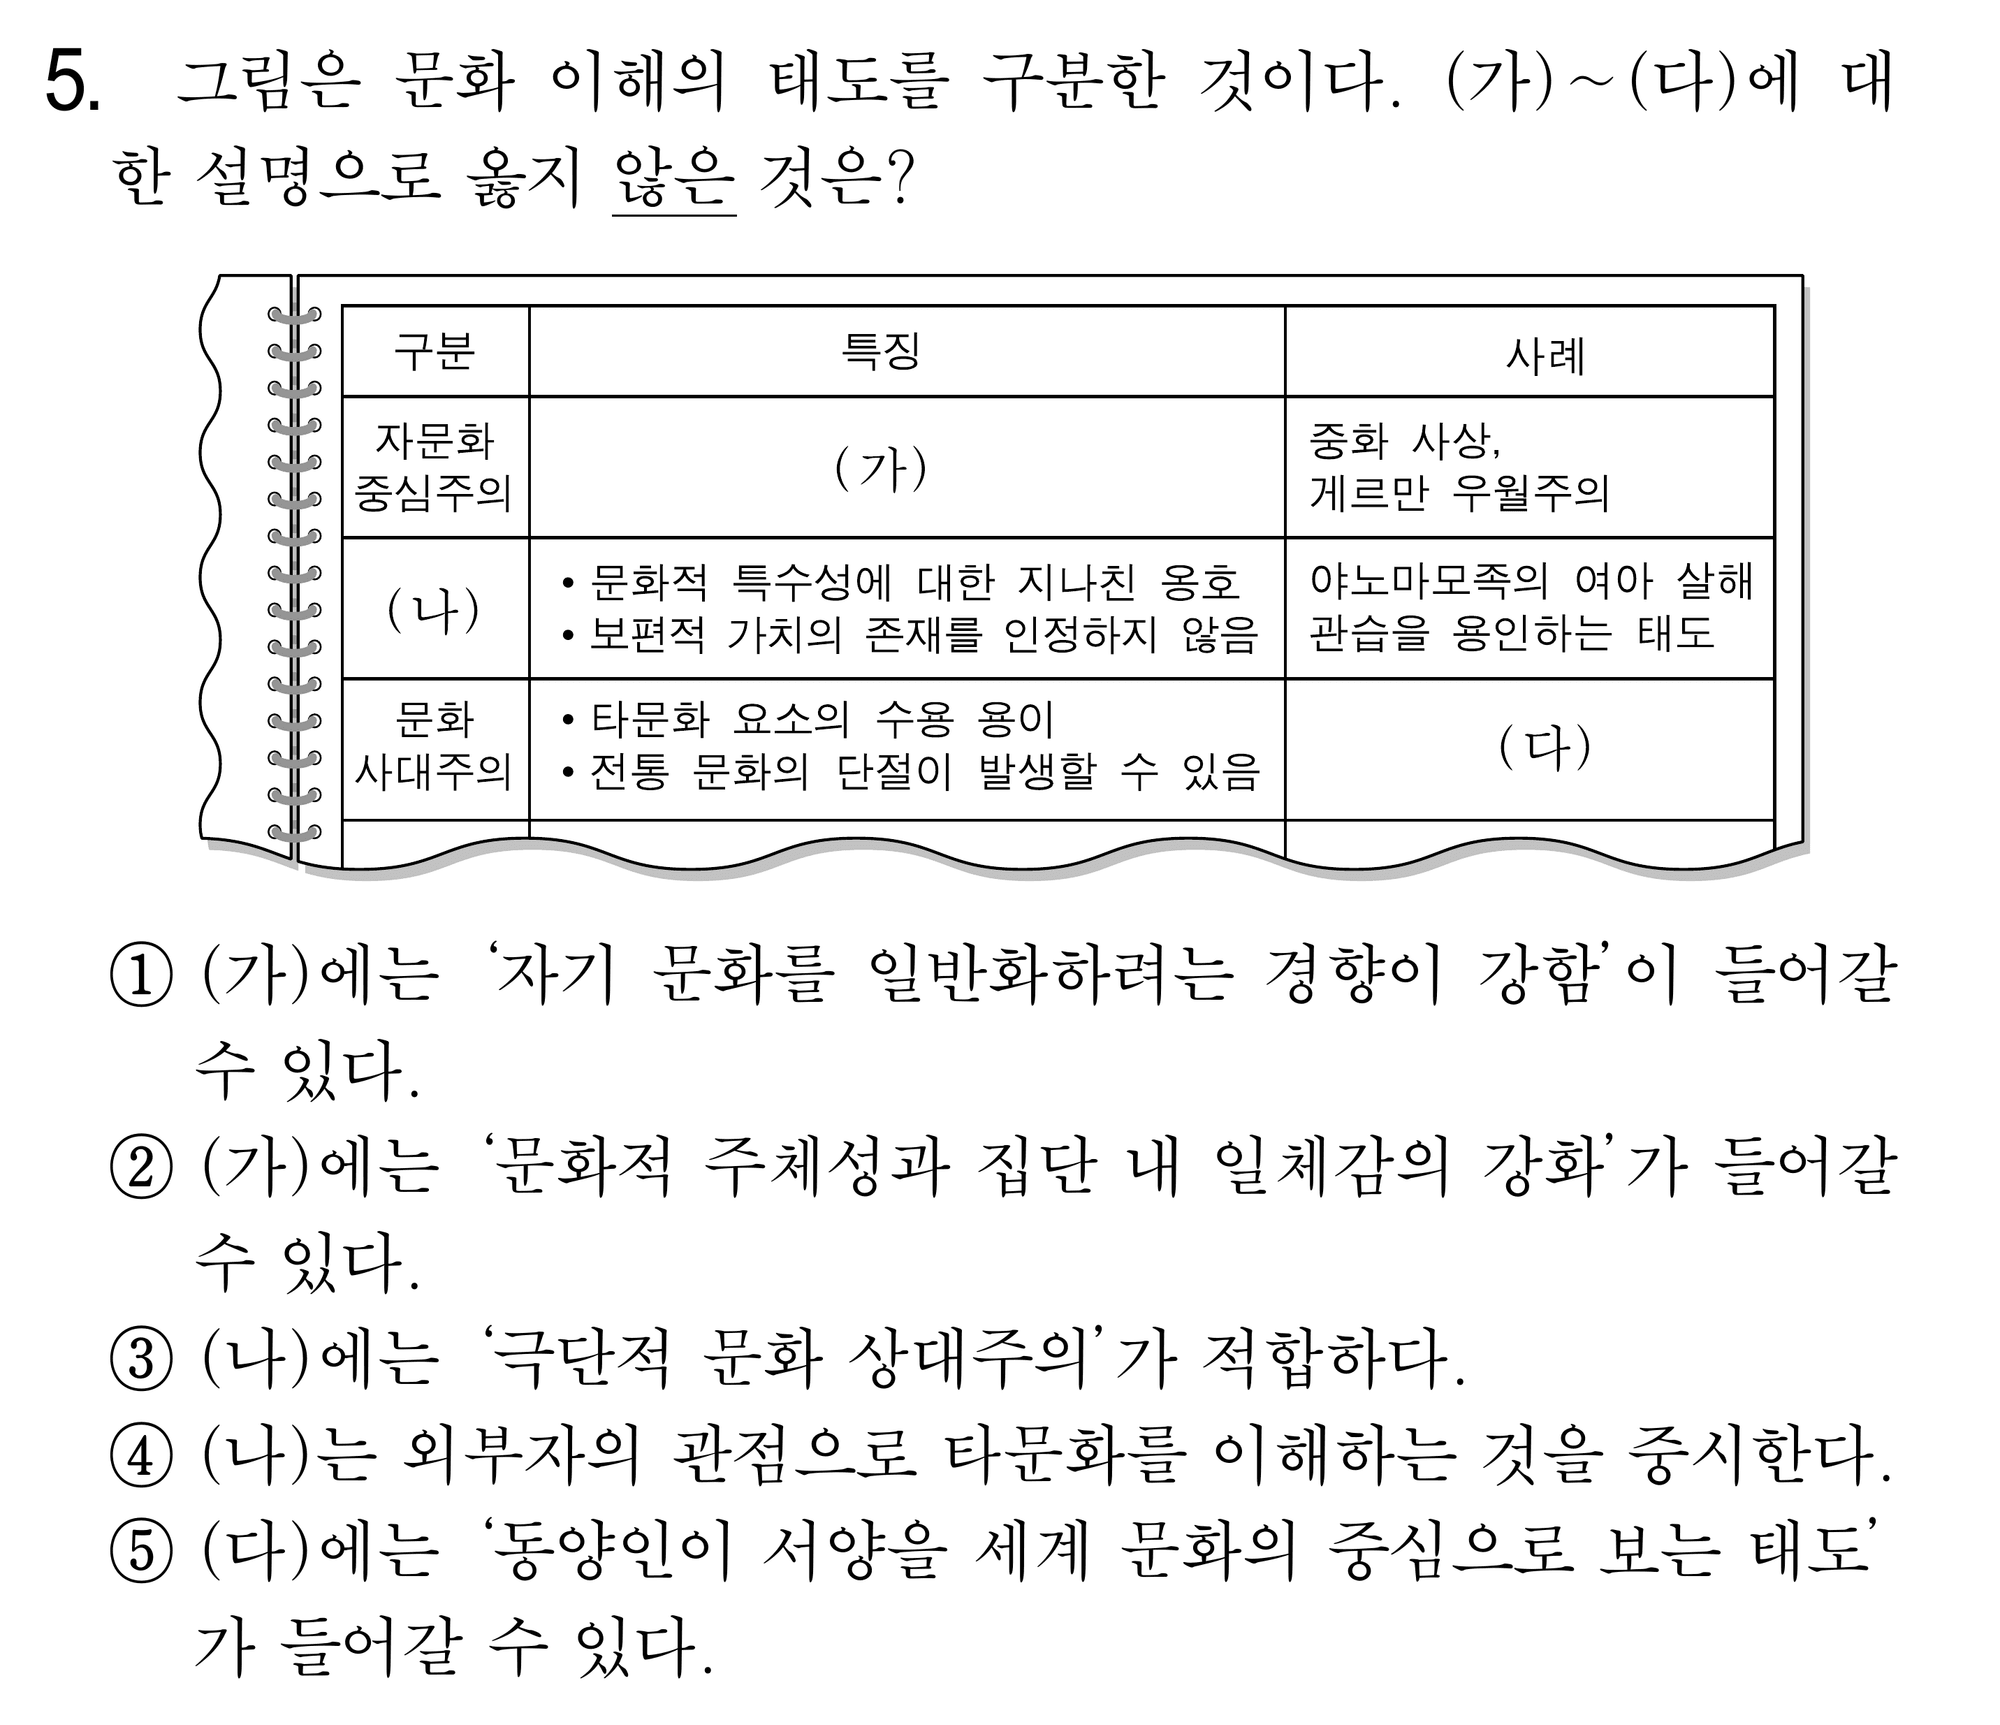 5. 그림은 문화 이해의 태도를 구분한 것이다. (가)~(다)에 대
한 설명으로 옳지 않은 것은?
구분 특징 사례
자문화 중심주의 (가) 중화 사상, 게르만 우월주의
(나) • 문화적 특수성에 대한 지나친 옹호 • 보편적 가치의 존재를 인정하지 않음 야노마모족의 여아 살해 관습을 용인하는 태도
문화 사대주의 • 타문화 요소의 수용 용이 • 전통 문화의 단절이 발생할 수 있음 (다)
① (가)에는 ‘자기 문화를 일반화하려는 경향이 강함’이 들어갈
수 있다.
② (가)에는 ‘문화적 주체성과 집단 내 일체감의 강화’가 들어갈
수 있다.
③ (나)에는 ‘극단적 문화 상대주의’가 적합하다.
④ (나)는 외부자의 관점으로 타문화를 이해하는 것을 중시한다.
⑤ (다)에는 ‘동양인이 서양을 세계 문화의 중심으로 보는 태도’
가 들어갈 수 있다.